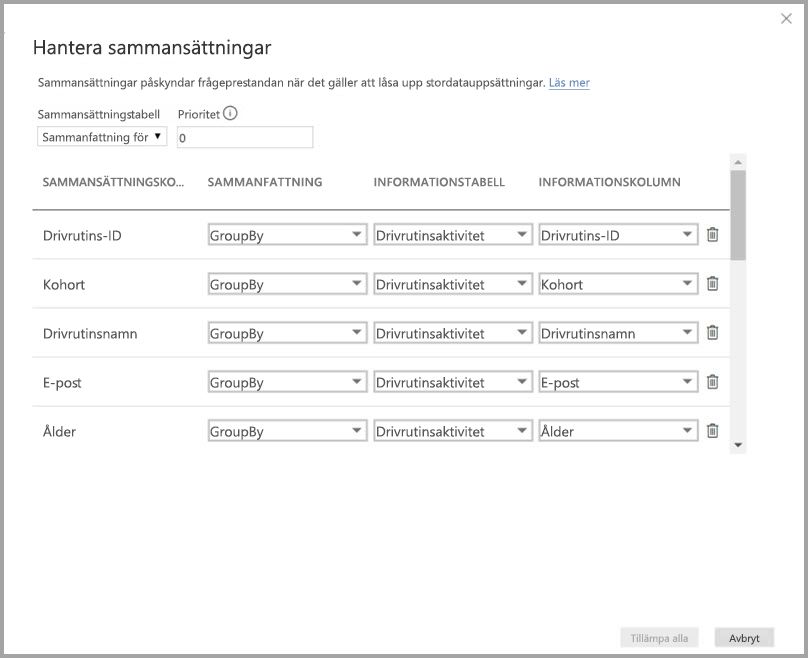 Hantera sammansättningar
Sammansättningar påskyndar frågeprestandan när det gäller att låsa upp stordatauppsättningar. Läs mer
Sammansättningstabell Prioritet
Sammanfattning för 0
SAMMANSÄTTNINGSKO... SAMMANFATTNING INFORMATIONSTABELL INFORMATIONSKOLUMN
Drivrutins-ID GroupBy Drivrutinsaktivitet Drivrutins-ID
Kohort GroupBy Drivrutinsaktivitet Kohort
Drivrutinsnamn GroupBy Drivrutinsaktivitet Drivrutinsnamn
E-post GroupBy Drivrutinsaktivitet E-post
Ålder GroupBy Drivrutinsaktivitet Ålder
Tillämpa alla Avbryt